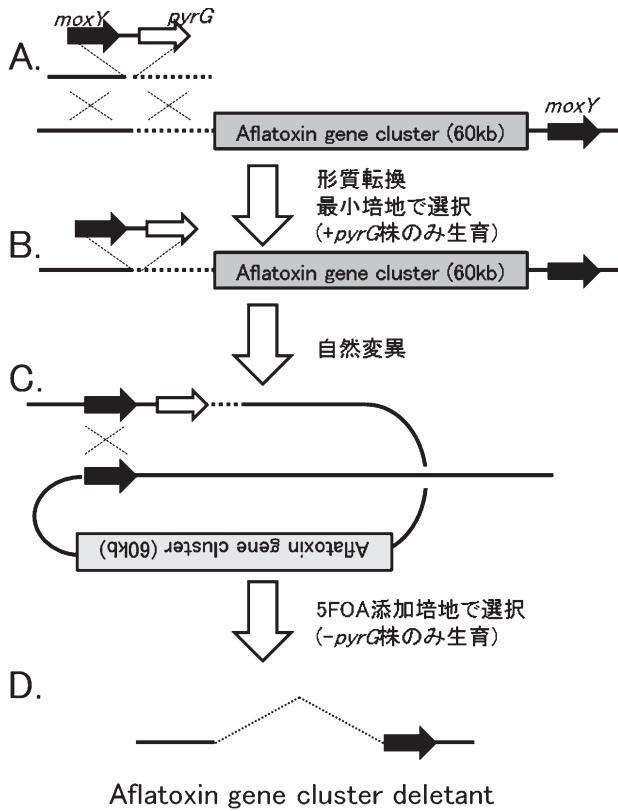 moxY pyrG
A.
moxY
Aflatoxin gene cluster (60kb)
形質転換
最小培地で選択
(+pyrG株のみ生育)
B.
Aflatoxin gene cluster (60kb)
自然変異
C.
Aflatoxin gene cluster (60kb)
5FOA添加培地で選択
(-pyrG株のみ生育)
D.
Aflatoxin gene cluster deletant